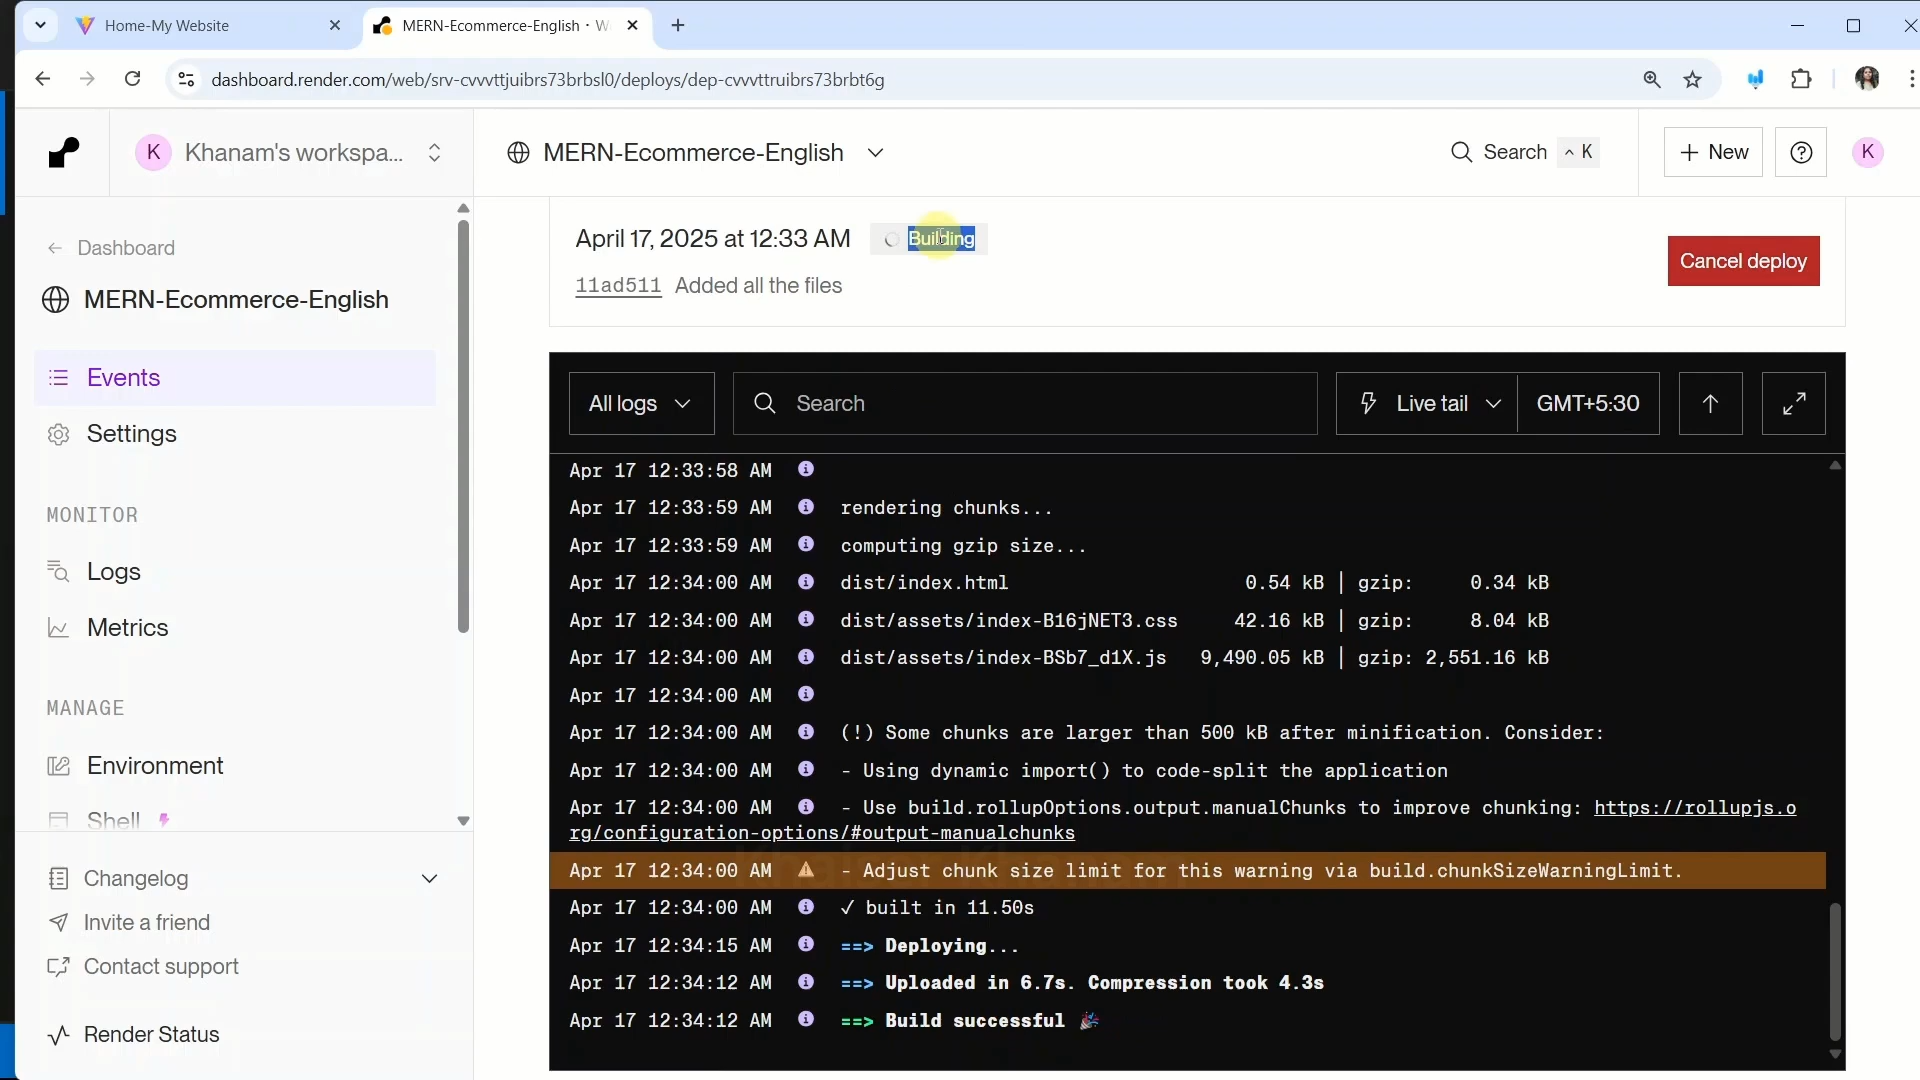 Home-My Website
MERN-Ecommerce-English · W
dashboard.render.com/web/srv-cvvvttjuibrs73brbsl0/deploys/dep-cvvvttruibrs73brbt6g
K Khanam's workspa...
MERN-Ecommerce-English
Search ^ K
+ New
K
← Dashboard
MERN-Ecommerce-English
Events
Settings
MONITOR
Logs
Metrics
MANAGE
Environment
Shell
Changelog
Invite a friend
Contact support
Render Status
April 17, 2025 at 12:33 AM Building
11ad511 Added all the files
Cancel deploy
All logs
Search
Live tail
GMT+5:30
Apr 17 12:33:58 AM
Apr 17 12:33:59 AM rendering chunks...
Apr 17 12:33:59 AM computing gzip size...
Apr 17 12:34:00 AM dist/index.html 0.54 kB │ gzip: 0.34 kB
Apr 17 12:34:00 AM dist/assets/index-B16jNET3.css 42.16 kB │ gzip: 8.04 kB
Apr 17 12:34:00 AM dist/assets/index-BSb7_d1X.js 9,490.05 kB │ gzip: 2,551.16 kB
Apr 17 12:34:00 AM
Apr 17 12:34:00 AM (!) Some chunks are larger than 500 kB after minification. Consider:
Apr 17 12:34:00 AM - Using dynamic import() to code-split the application
Apr 17 12:34:00 AM - Use build.rollupOptions.output.manualChunks to improve chunking: https://rollupjs.o
rg/configuration-options/#output-manualchunks
Apr 17 12:34:00 AM - Adjust chunk size limit for this warning via build.chunkSizeWarningLimit.
Apr 17 12:34:00 AM ✓ built in 11.50s
Apr 17 12:34:15 AM ==> Deploying...
Apr 17 12:34:12 AM ==> Uploaded in 6.7s. Compression took 4.3s
Apr 17 12:34:12 AM ==> Build successful 🎉